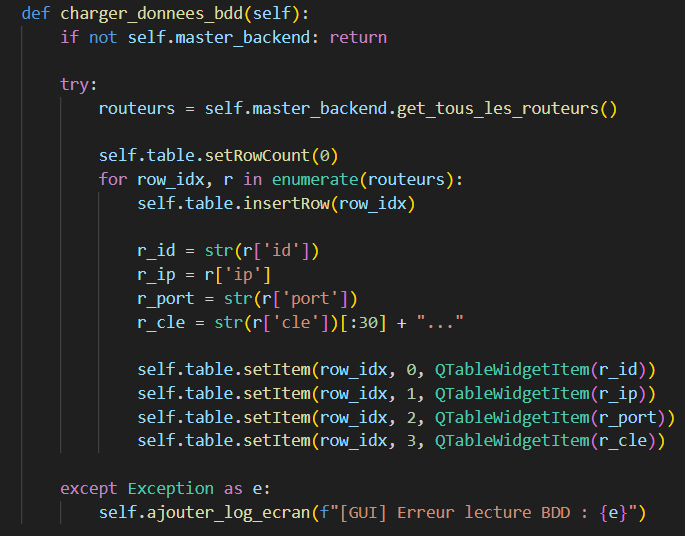 def charger_donnees_bdd(self):
    if not self.master_backend: return

    try:
        routeurs = self.master_backend.get_tous_les_routeurs()

        self.table.setRowCount(0)
        for row_idx, r in enumerate(routeurs):
            self.table.insertRow(row_idx)

            r_id = str(r['id'])
            r_ip = r['ip']
            r_port = str(r['port'])
            r_cle = str(r['cle'])[:30] + "..."

            self.table.setItem(row_idx, 0, QTableWidgetItem(r_id))
            self.table.setItem(row_idx, 1, QTableWidgetItem(r_ip))
            self.table.setItem(row_idx, 2, QTableWidgetItem(r_port))
            self.table.setItem(row_idx, 3, QTableWidgetItem(r_cle))

    except Exception as e:
        self.ajouter_log_ecran(f"[GUI] Erreur lecture BDD : {e}")